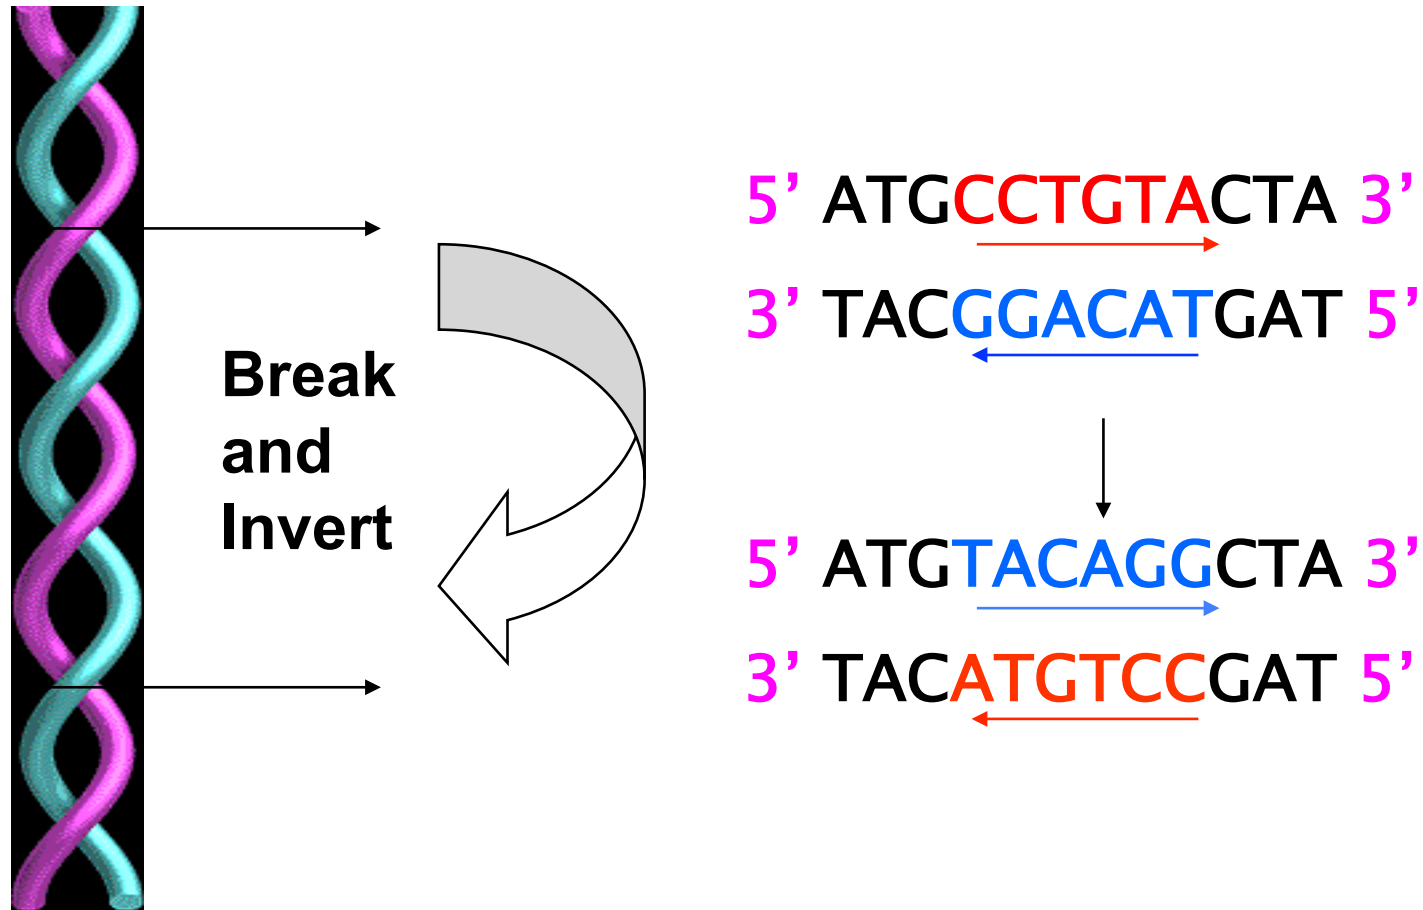 Break
and
Invert
5’ ATGCCTGTACTA 3’
3’ TACGGACATGAT 5’
5’ ATGTACAGGCTA 3’
3’ TACATGTCCGAT 5’